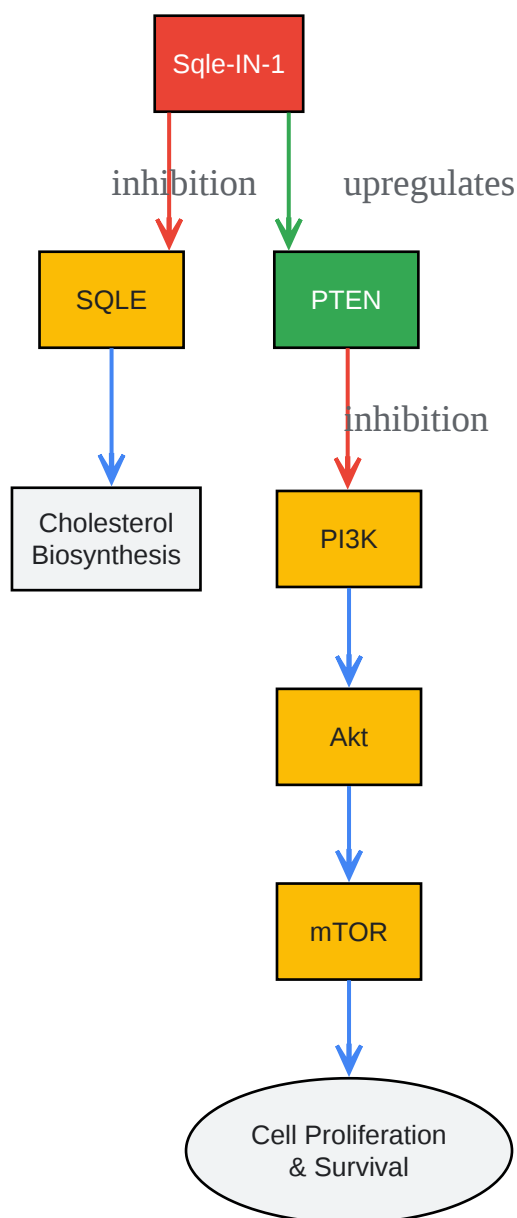 Sqle-IN-1
inhibition
upregulates
SQLE
PTEN
inhibition
Cholesterol
Biosynthesis
PI3K
Akt
mTOR
Cell Proliferation
& Survival